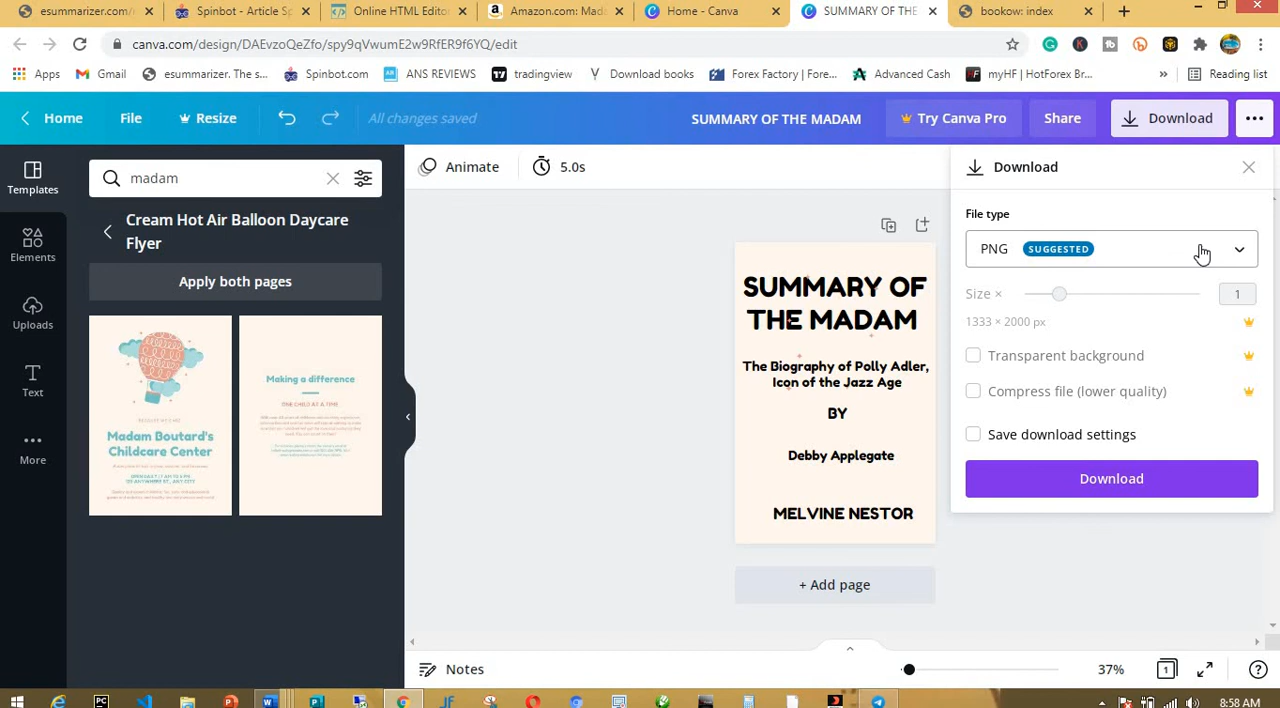 esummarizer.com/
Spinbot - Article Sp
Online HTML Editor
Amazon.com: Mad
Home - Canva
SUMMARY OF THE
bookow: index
canva.com/design/DAEvzoQeZfo/spy9qVwumE2w9RfER9f6YQ/edit
Apps
Gmail
esummarizer. The s...
Spinbot.com
ANS REVIEWS
tradingview
Download books
Forex Factory | Fore...
Advanced Cash
myHF | HotForex Br...
»
Reading list
Home
File
Resize
All changes saved
SUMMARY OF THE MADAM
Try Canva Pro
Share
Download
Templates
Elements
Uploads
Text
More
madam
Cream Hot Air Balloon Daycare
Flyer
Apply both pages
Madam Boutard's
Childcare Center
Making a difference
ONE CHILD AT A TIME
Animate
5.0s
SUMMARY OF
THE MADAM
The Biography of Polly Adler,
Icon of the Jazz Age
BY
Debby Applegate
MELVINE NESTOR
+ Add page
Download
File type
PNG SUGGESTED
Size ×
1
1333 × 2000 px
Transparent background
Compress file (lower quality)
Save download settings
Download
Notes
37%
1
8:58 AM